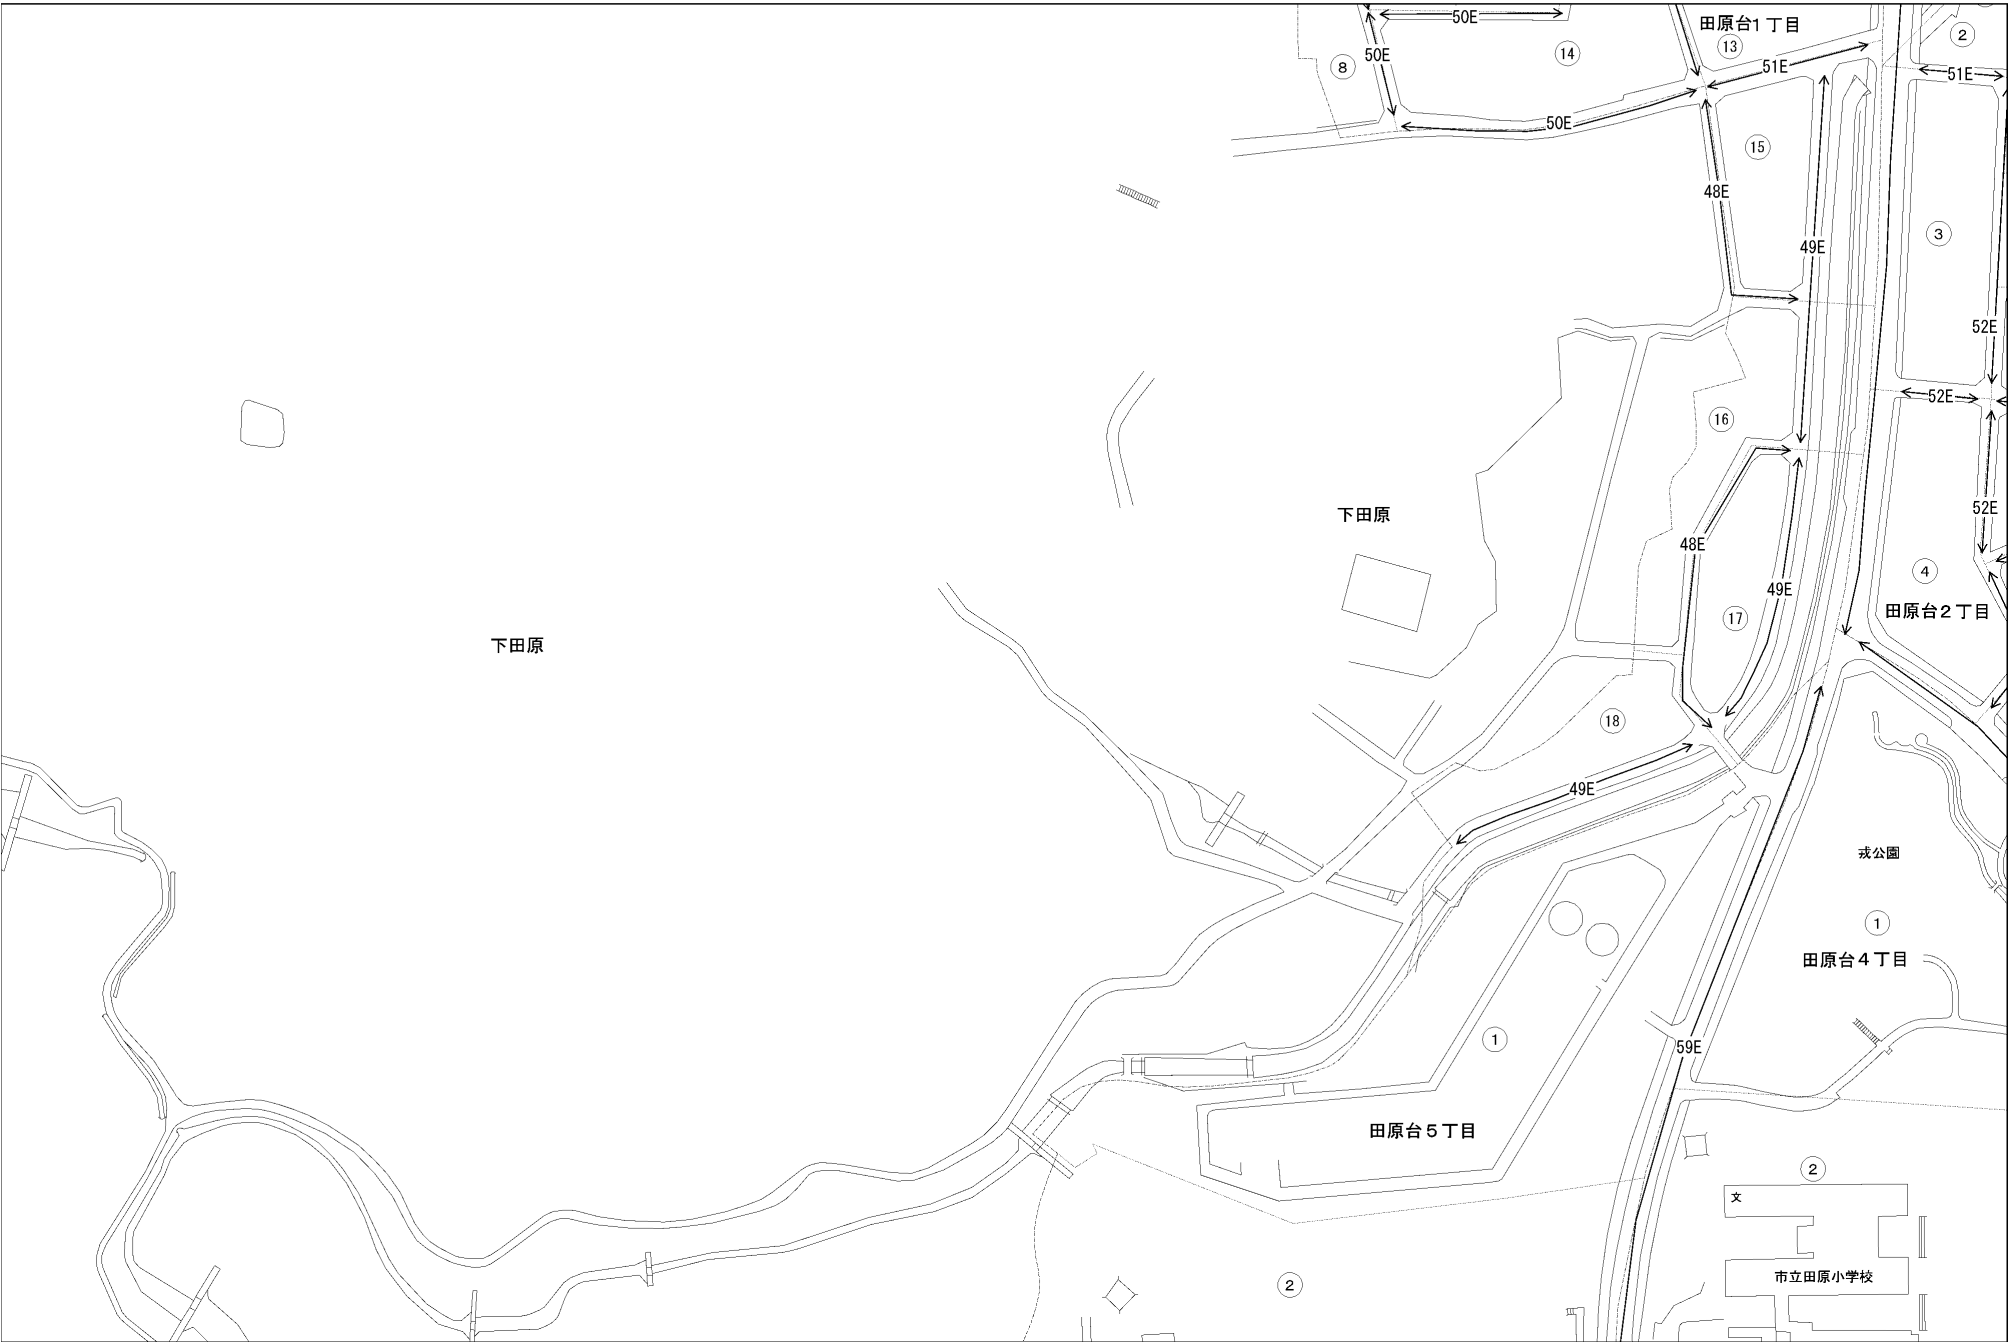 50E
田原台1丁目
②
50E
⑧
⑭
⑬
51E
51E
50E
⑮
48E
③
49E
52E
52E
⑯
下田原
52E
48E
④
49E
田原台2丁目
⑰
下田原
⑱
49E
戎公園
①
田原台4丁目
①
59E
田原台5丁目
②
文
市立田原小学校
②